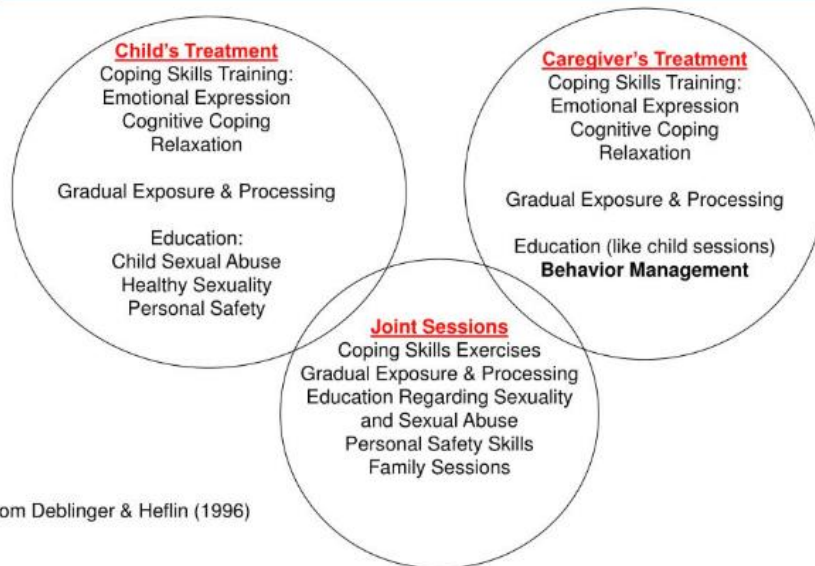 Child's Treatment
Coping Skills Training:
Emotional Expression
Cognitive Coping
Relaxation
Gradual Exposure & Processing
Education:
Child Sexual Abuse
Healthy Sexuality
Personal Safety
Caregiver's Treatment
Coping Skills Training:
Emotional Expression
Cognitive Coping
Relaxation
Gradual Exposure & Processing
Education (like child sessions)
Behavior Management
Joint Sessions
Coping Skills Exercises
Gradual Exposure & Processing
Education Regarding Sexuality
and Sexual Abuse
Personal Safety Skills
Family Sessions
om Deblinger & Heflin (1996)